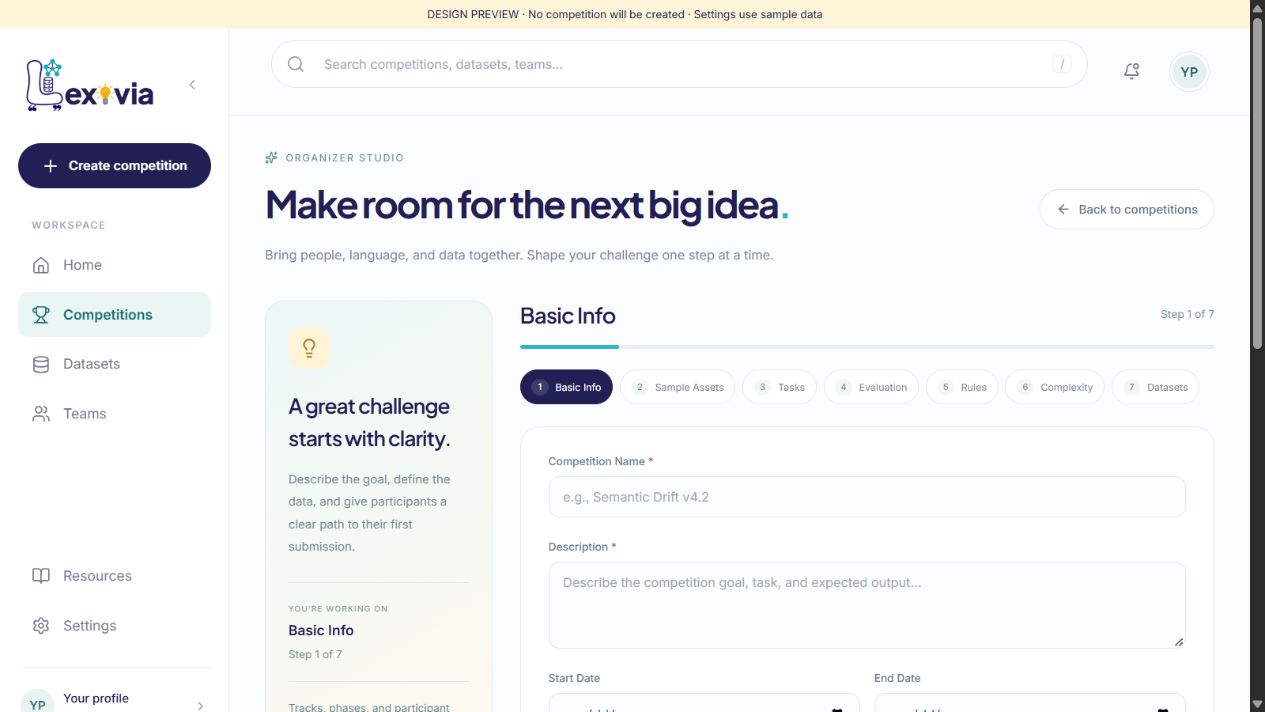 DESIGN PREVIEW · No competition will be created · Settings use sample data
Lexovia
Search competitions, datasets, teams...
/
YP
Create competition
WORKSPACE
Home
Competitions
Datasets
Teams
Resources
Settings
YP
Your profile
ORGANIZER STUDIO
Make room for the next big idea.
Back to competitions
Bring people, language, and data together. Shape your challenge one step at a time.
A great challenge
starts with clarity.
Describe the goal, define the
data, and give participants a
clear path to their first
submission.
YOU'RE WORKING ON
Basic Info
Step 1 of 7
Tracks, phases, and participant
Basic Info
Step 1 of 7
1 Basic Info
2 Sample Assets
3 Tasks
4 Evaluation
5 Rules
6 Complexity
7 Datasets
Competition Name *
e.g., Semantic Drift v4.2
Description *
Describe the competition goal, task, and expected output...
Start Date
End Date